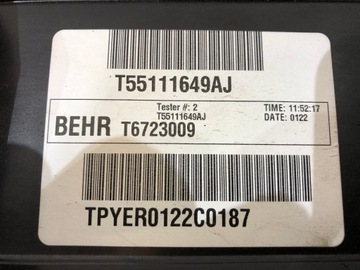 T55111649AJ
Tester #: 2
T55111649AJ
TIME: 11:52:17
DATE: 0122
BEHR T6723009
TPYER0122C0187